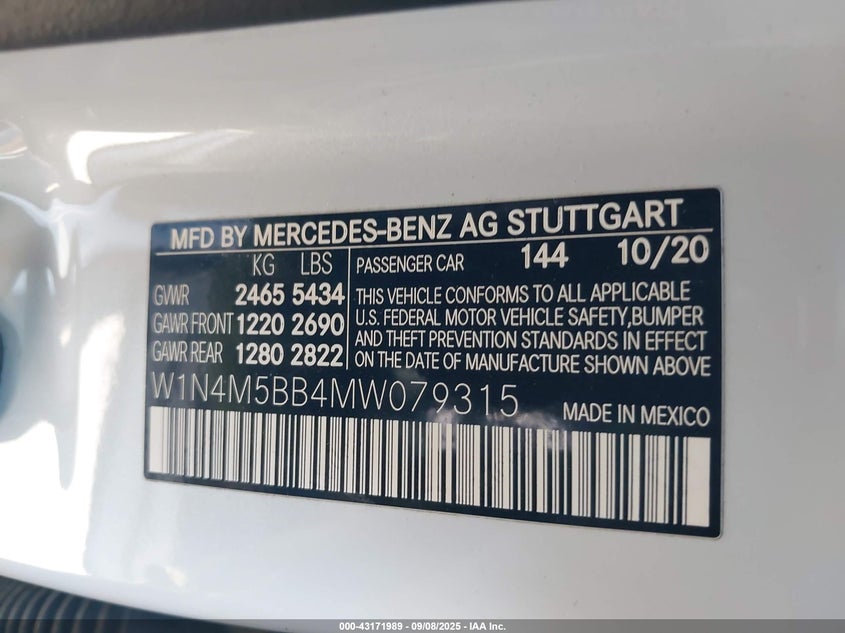 MFD BY MERCEDES-BENZ AG STUTTGART
KG LBS
GVWR 2465 5434
GAWR FRONT 1220 2690
GAWR REAR 1280 2822
PASSENGER CAR 144 10/20
THIS VEHICLE CONFORMS TO ALL APPLICABLE
U.S. FEDERAL MOTOR VEHICLE SAFETY,BUMPER
AND THEFT PREVENTION STANDARDS IN EFFECT
ON THE DATE OF MANUFACTURE SHOWN ABOVE
W1N4M5BB4MW079315
MADE IN MEXICO
000-43171989 - 09/08/2025 - IAA Inc.